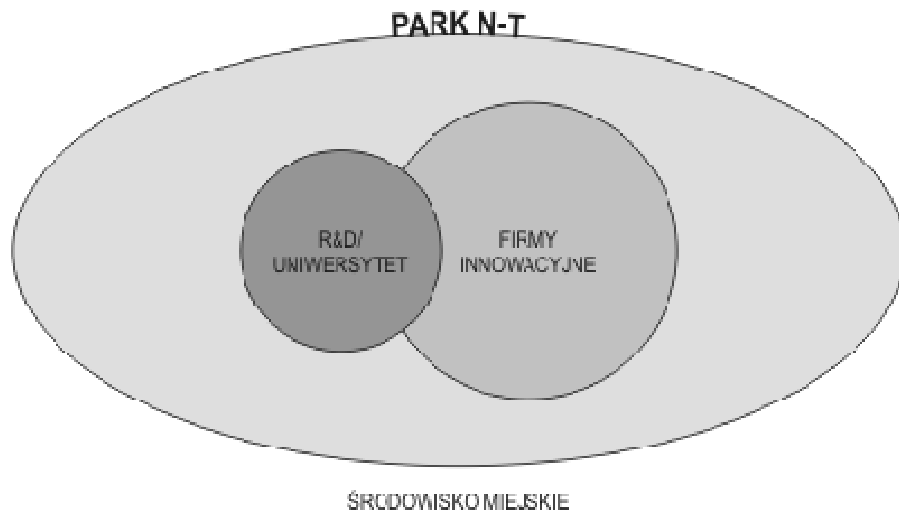 PARK N-T
R&D/
UNIWERSYTET
FIRMY
INNOWACYJNE
ŚRODOWISKO MIEJSKIE